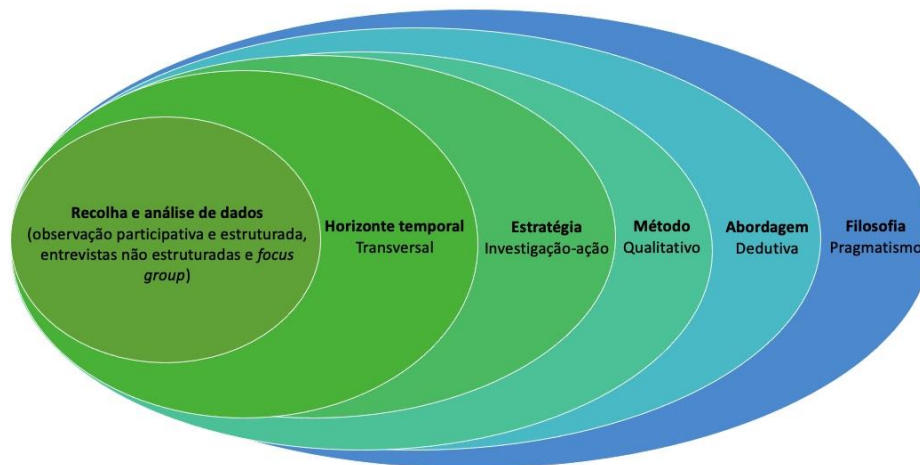 Recolha e análise de dados
(observação participativa e estruturada,
entrevistas não estruturadas e focus
group)
Horizonte temporal
Transversal
Estratégia
Investigação-ação
Método
Qualitativo
Abordagem
Dedutiva
Filosofia
Pragmatismo